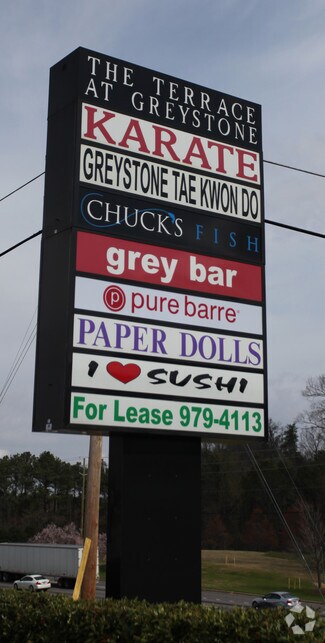 THE TERRACE
AT GREYSTONE
KARATE
GREYSTONE TAE KWON DO
CHUCK'S FISH
grey bar
p pure barre
PAPER DOLLS
I ❤ SUSHI
For Lease 979-4113